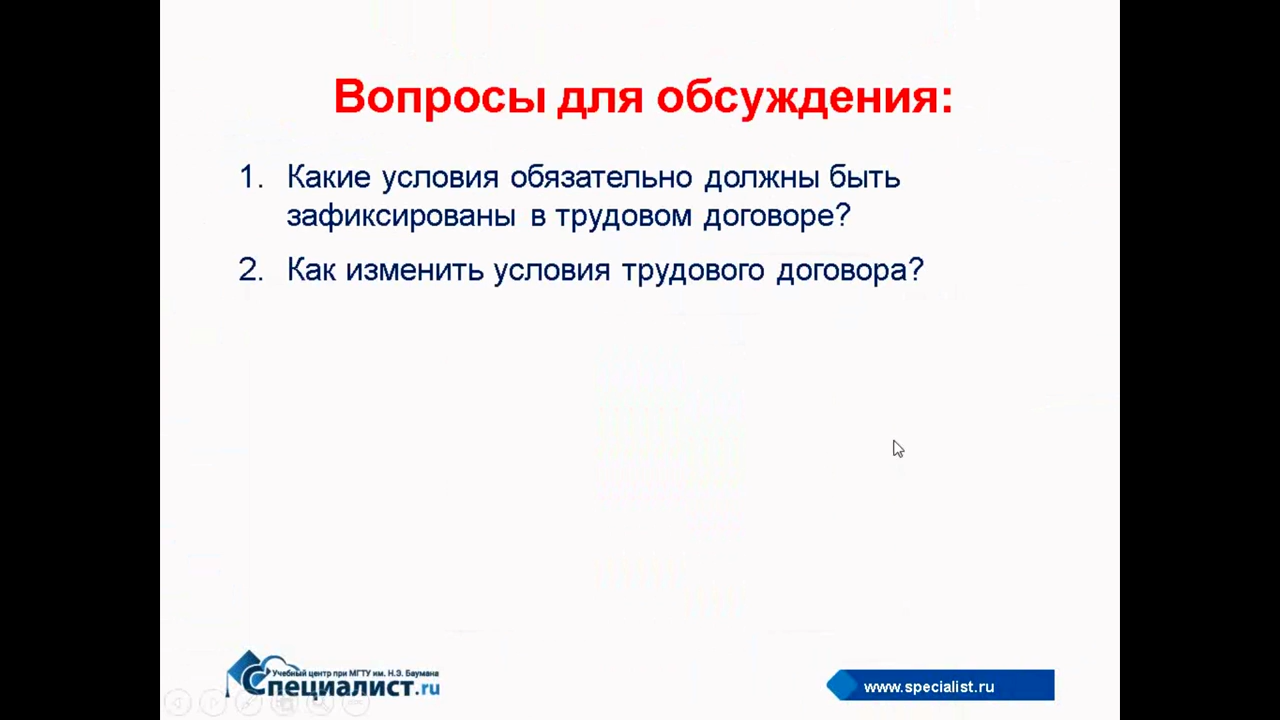 Вопросы для обсуждения:
1. Какие условия обязательно должны быть
зафиксированы в трудовом договоре?
2. Как изменить условия трудового договора?
Учебный центр при МГТУ им. Н.Э. Баумана
Специалист.ru
www.specialist.ru